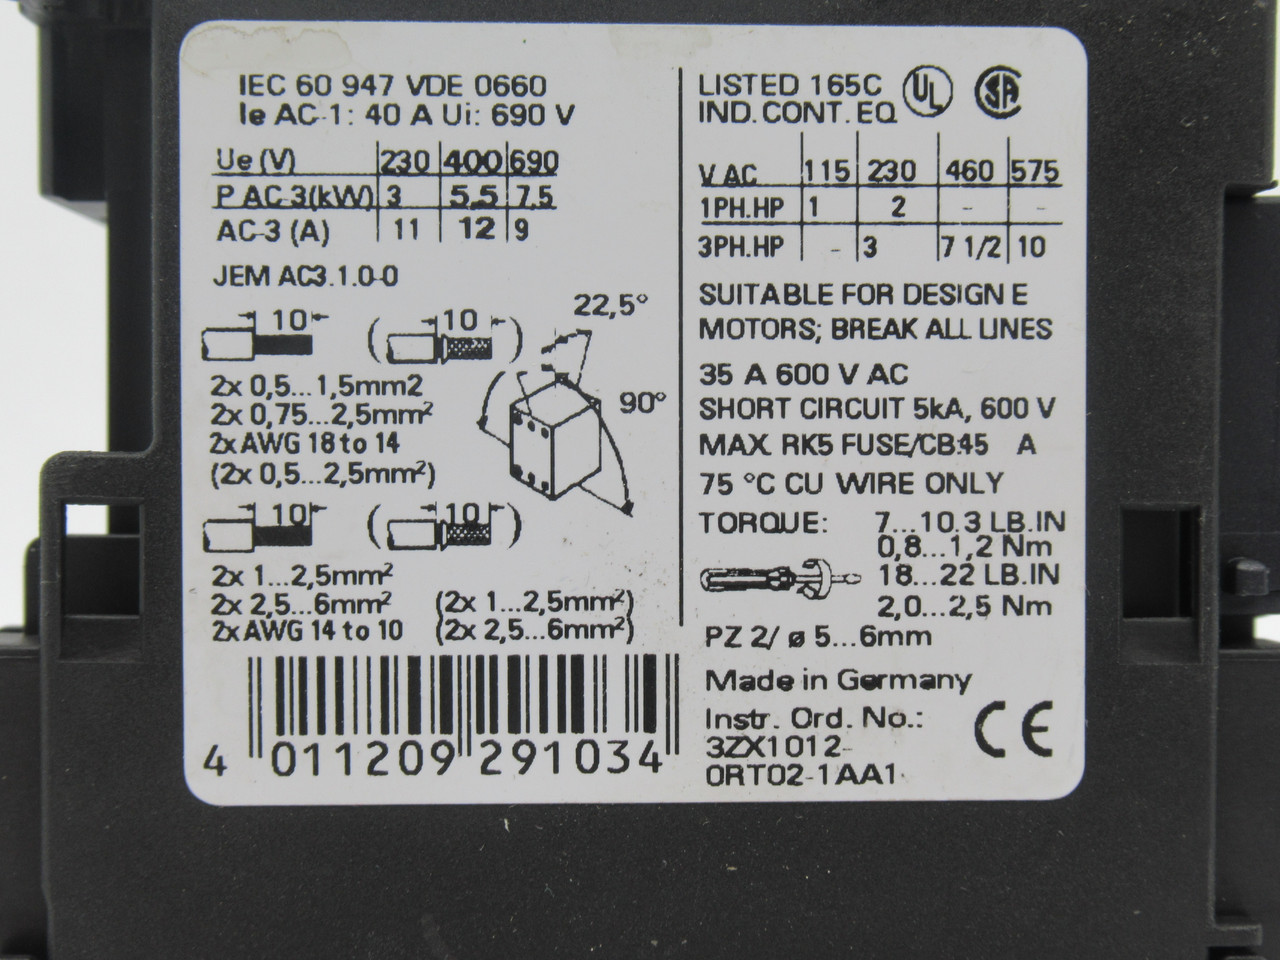 IEC 60 947 VDE 0660
Ie AC-1: 40 A Ui: 690 V
Ue (V) 230 400 690
P AC-3(kW) 3 5,5 7,5
AC-3 (A) 11 12 9
JEM AC3.1.0-0
10 ( 10 )
22,5°
90°
2x 0,5...1,5mm2
2x 0,75...2,5mm²
2x AWG 18 to 14
(2x 0,5...2,5mm²)
10 ( 10 )
2x 1...2,5mm²
2x 2,5...6mm² (2x 1...2,5mm²)
2x AWG 14 to 10 (2x 2,5...6mm²)
4 011209 291034
LISTED 165C UL SA
IND. CONT. EQ
V AC 115 230 460 575
1PH.HP 1 2 - -
3PH.HP - 3 7 1/2 10
SUITABLE FOR DESIGN E
MOTORS; BREAK ALL LINES
35 A 600 V AC
SHORT CIRCUIT 5kA, 600 V
MAX. RK5 FUSE/CB:45 A
75 °C CU WIRE ONLY
TORQUE: 7...10.3 LB.IN
0,8...1,2 Nm
18...22 LB.IN
2,0...2,5 Nm
PZ 2/ ø 5...6mm
Made in Germany
Instr. Ord. No.:
3ZX1012-
0RT02-1AA1
CE